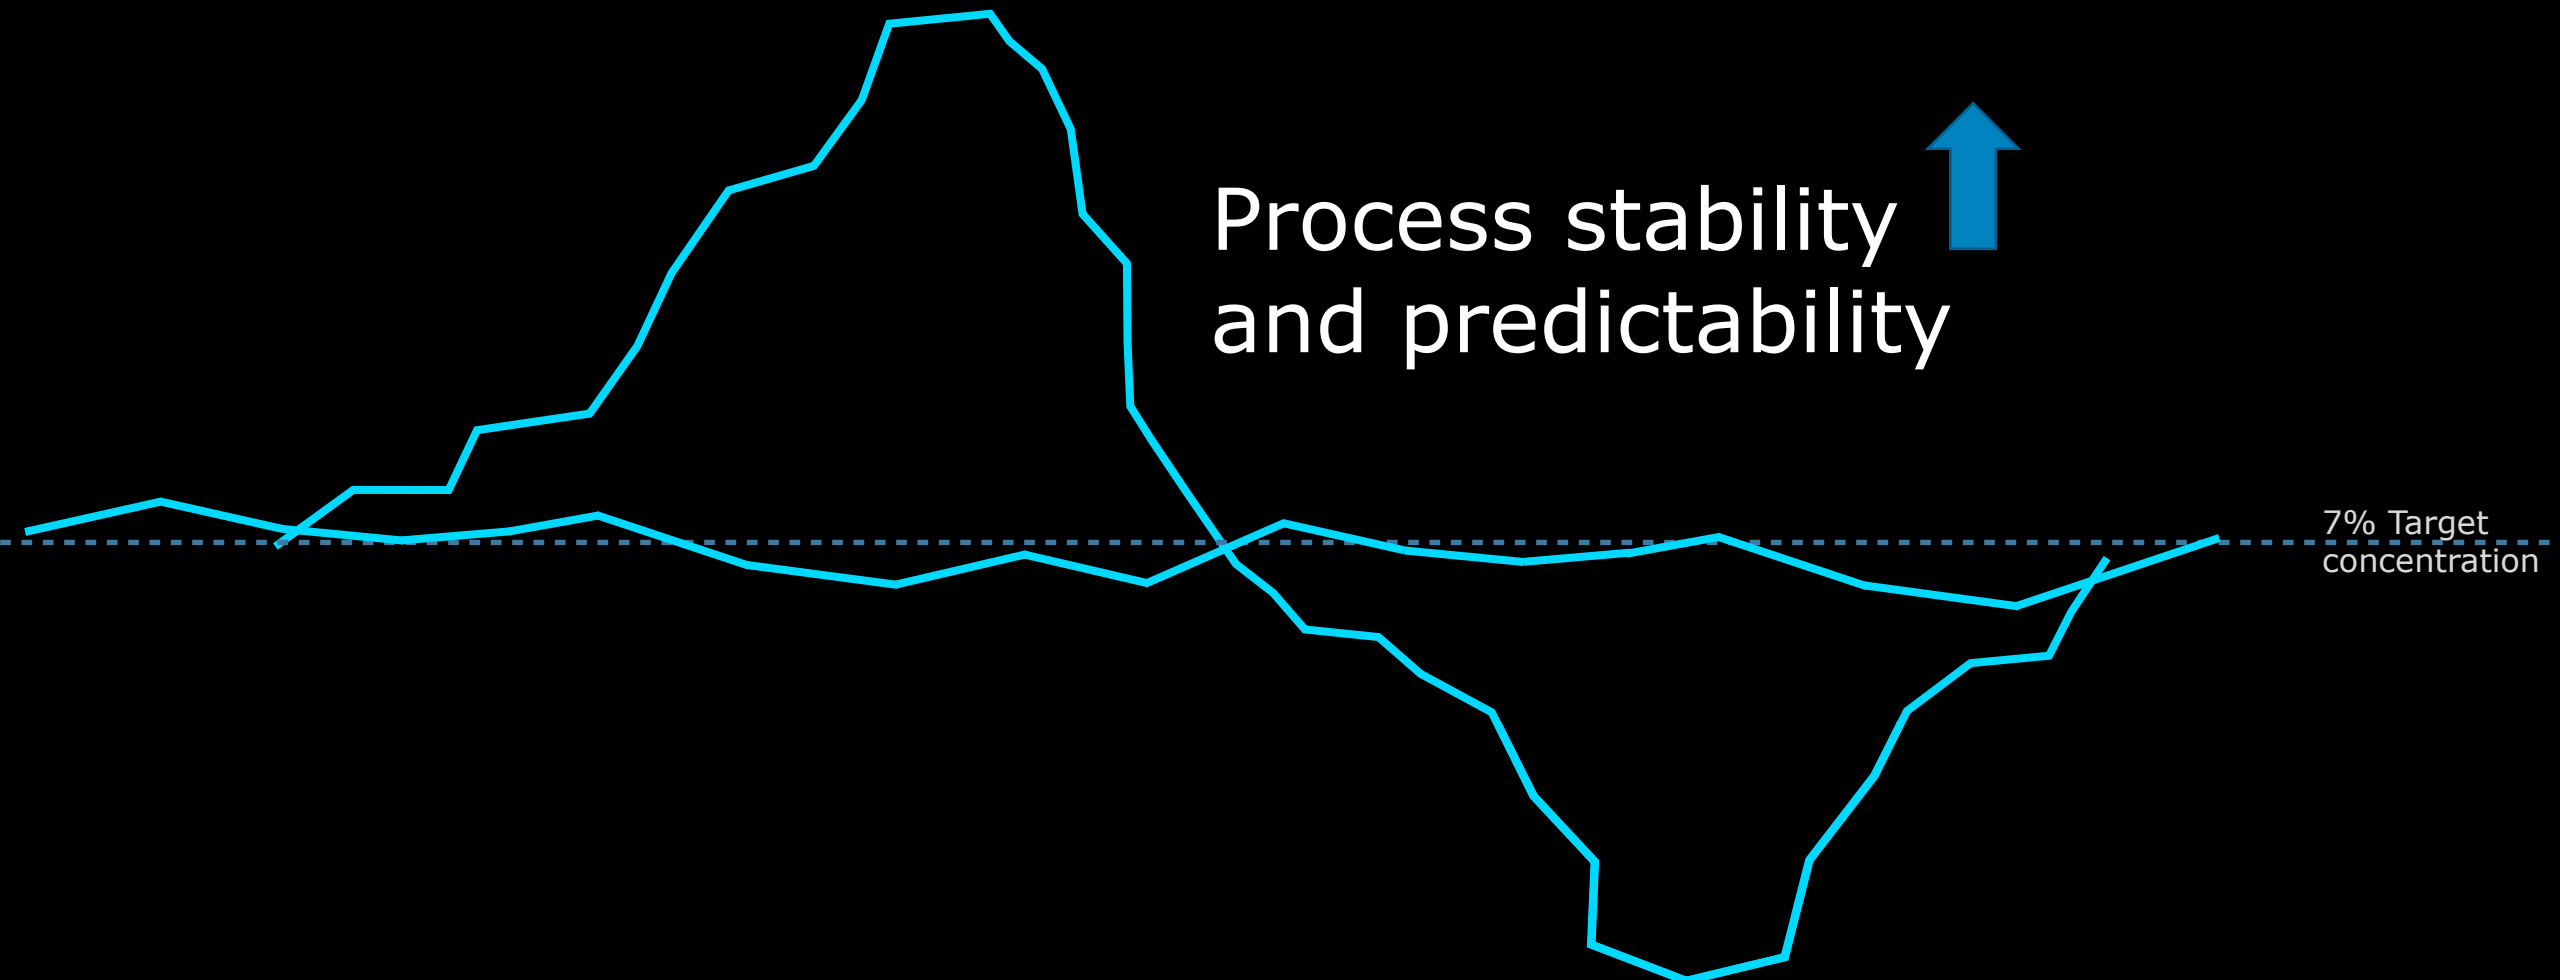 Process stability
and predictability
7% Target
concentration